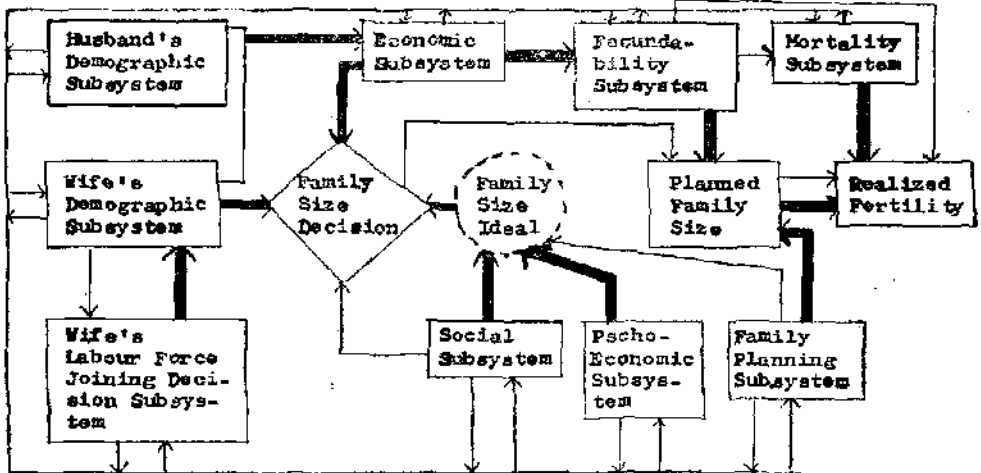 Husband's
Demographic
Subsystem
Economic
Subsystem
Fecunda-
bility
Subsystem
Mortality
Subsystem
Wife's
Demographic
Subsystem
Family
Size
Decision
Family
Size
Ideal
Planned
Family
Size
Realized
Fertility
Wife's
Labour Force
Joining Deci-
sion Subsys-
tem
Social
Subsystem
Pscho-
Economic
Subsys-
tem
Family
Planning
Subsystem